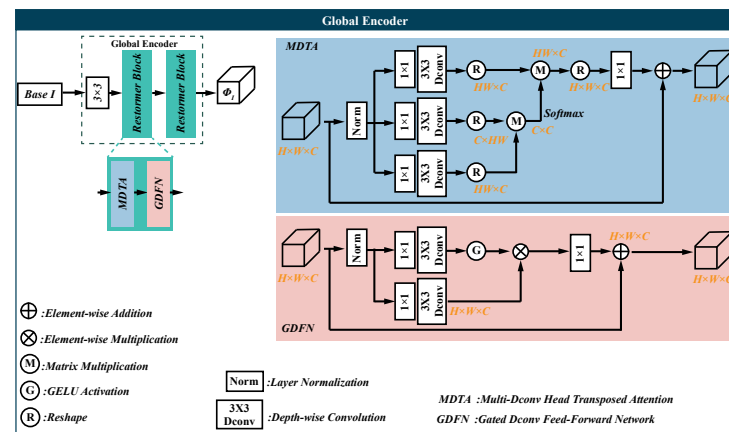 Global Encoder
Global Encoder
Base I
3×3
Restormer Block
Restormer Block
Φ_I
MDTA
GDFN
MDTA
H×W×C
Norm
1×1
3X3 Dconv
R
HW×C
M
HW×C
R
H×W×C
1×1
H×W×C
1×1
3X3 Dconv
R
C×HW
M
C×C
Softmax
1×1
3X3 Dconv
R
HW×C
H×W×C
Norm
1×1
3X3 Dconv
G
1×1
H×W×C
H×W×C
1×1
3X3 Dconv
H×W×C
GDFN
:Element-wise Addition
:Element-wise Multiplication
M :Matrix Multiplication
G :GELU Activation
R :Reshape
Norm :Layer Normalization
3X3 Dconv :Depth-wise Convolution
MDTA :Multi-Dconv Head Transposed Attention
GDFN :Gated Dconv Feed-Forward Network